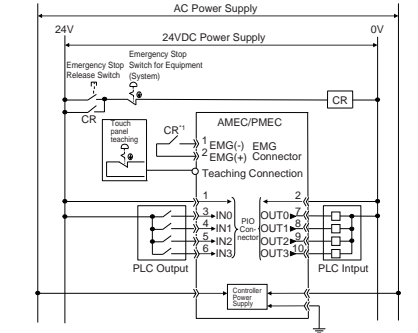 AC Power Supply
24V
0V
24VDC Power Supply
Emergency Stop
Switch for Equipment
(System)
Emergency Stop
Release Switch
CR
CR
Touch
panel
teaching
CR*1
AMEC/PMEC
1 EMG(-)
2 EMG(+)
EMG
Connector
Teaching Connection
1
2
3 IN0
4 IN1
5 IN2
6 IN3
PIO
Con-
nector
OUT0 7
OUT1 8
OUT2 9
OUT3 10
PLC Output
PLC Intput
Controller
Power
Supply